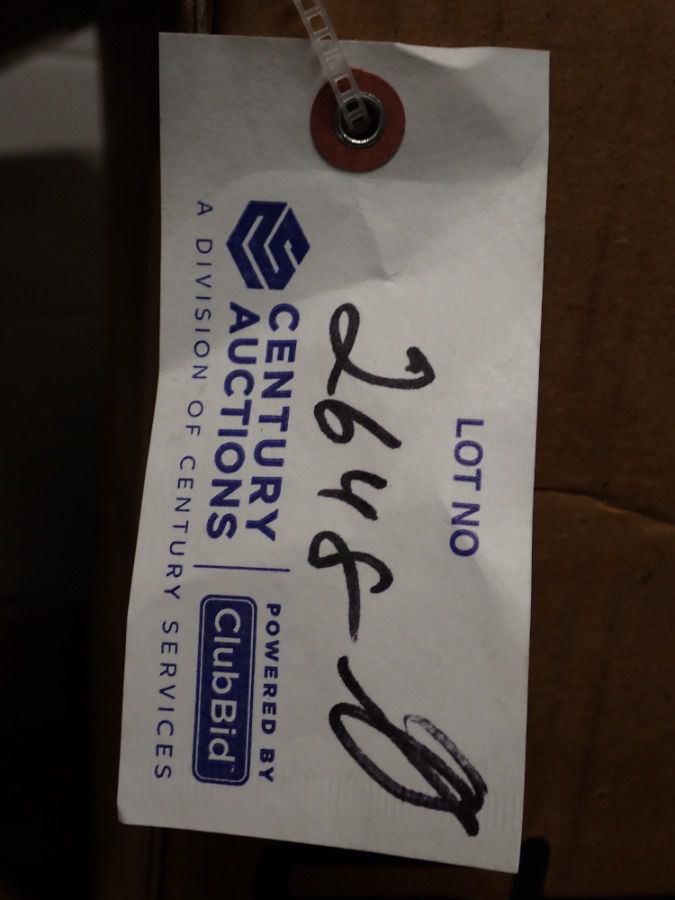 LOT NO
2648
CENTURY
AUCTIONS
POWERED BY
ClubBid
A DIVISION OF CENTURY SERVICES